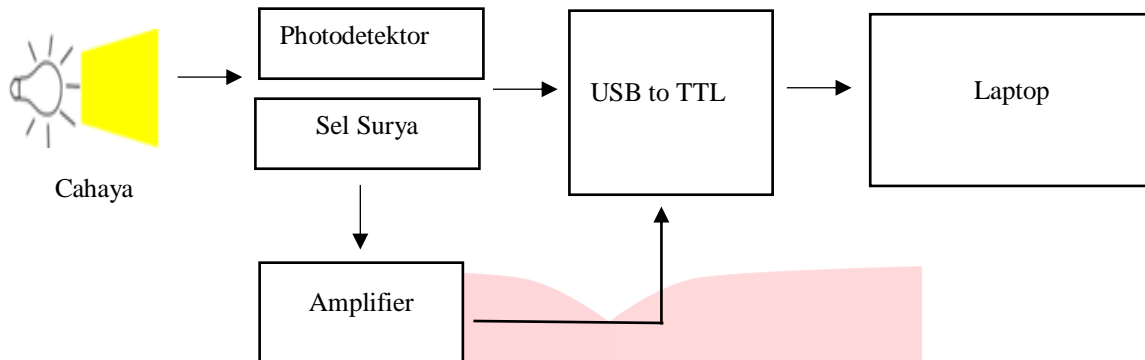 Photodetektor
Sel Surya
USB to TTL
Laptop
Cahaya
Amplifier